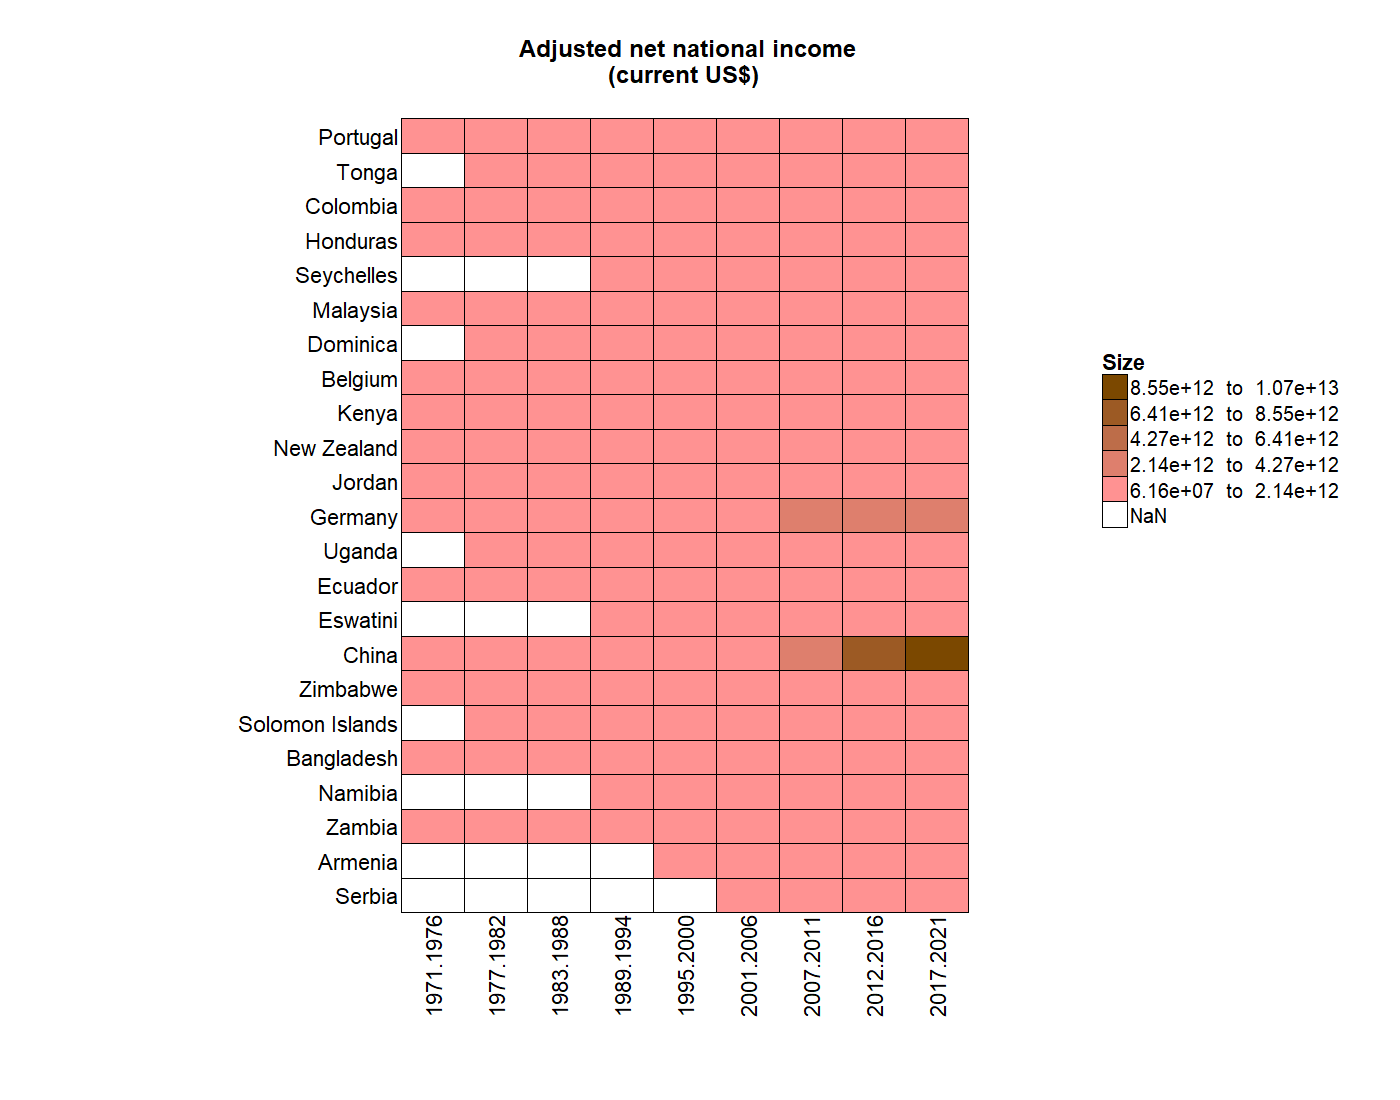 Adjusted net national income
(current US$)
Portugal
Tonga
Colombia
Honduras
Seychelles
Malaysia
Dominica
Belgium
Kenya
New Zealand
Jordan
Germany
Uganda
Ecuador
Eswatini
China
Zimbabwe
Solomon Islands
Bangladesh
Namibia
Zambia
Armenia
Serbia
1971.1976
1977.1982
1983.1988
1989.1994
1995.2000
2001.2006
2007.2011
2012.2016
2017.2021
Size
8.55e+12 to 1.07e+13
6.41e+12 to 8.55e+12
4.27e+12 to 6.41e+12
2.14e+12 to 4.27e+12
6.16e+07 to 2.14e+12
NaN